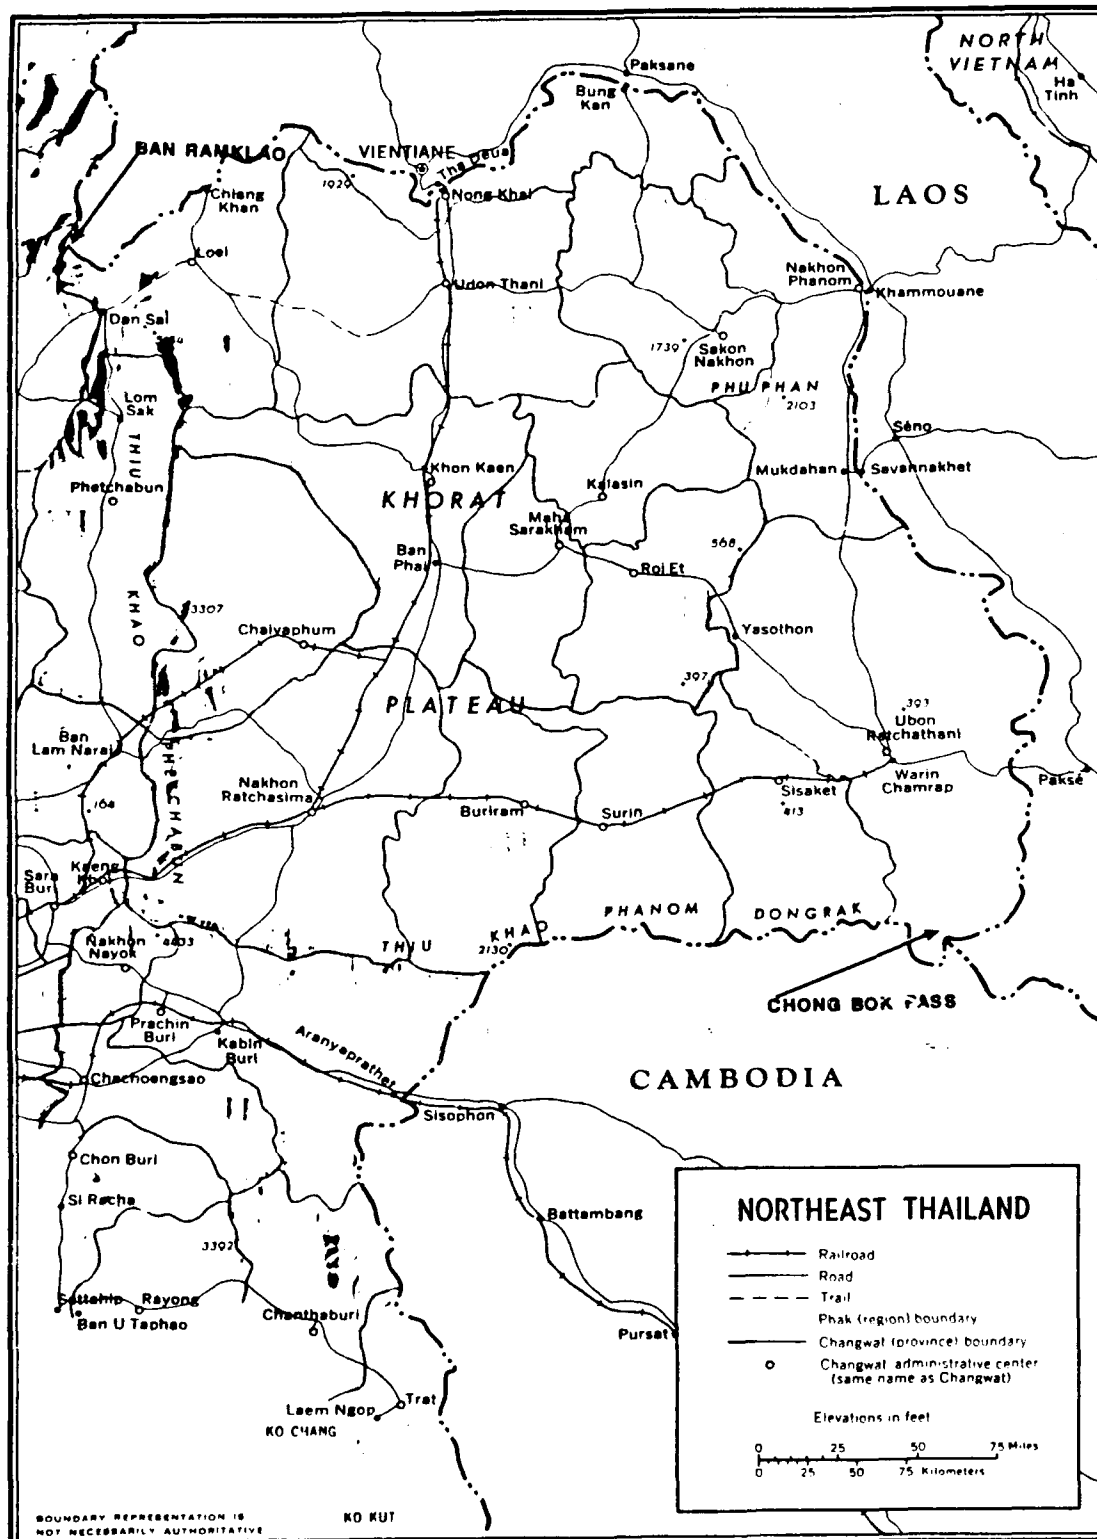 NORTH
VIETNAM
Ha
Tinh
Paksane
Bung
Kan
BAN RAMKLAO
VIENTIANE
Tha Deua
1929
Chiang
Khan
Nong Khai
LAOS
Loei
Udon Thani
Nakhon
Phanom
Khammouane
Dan Sai
1739
Sakon
Nakhon
PHU PHAN
2103
Lom
Sak
Séno
THIU
Khon Kaen
Mukdahan
Savannakhet
Phetchabun
KHORAT
Kalasin
Maha
Sarakham
Ban
Phai
568
Roi Et
KHAO
3307
Chaiyaphum
Yasothon
397
PLATEAU
393
Ubon
Ratchathani
Ban
Lam Narai
PHETCHABUN
Nakhon
Ratchasima
Warin
Chamrap
Pakse
164
Buriram
Surin
Sisaket
413
Kaeng
Khoi
Sara
Buri
KHAO
PHANOM
DONGRAK
Nakhon
Nayok
4403
THIU
2130
CHONG BOK PASS
Prachin
Buri
Kabin
Buri
Aranyaprathet
Chachoengsao
Sisophon
CAMBODIA
Chon Buri
Si Racha
Battambang
3392
Sattahip
Rayong
Ban U Taphao
Chanthaburi
Pursat
Laem Ngop
Trat
KO CHANG
KO KUT
NORTHEAST THAILAND
Railroad
Road
Trail
Phak (region) boundary
Changwat (province) boundary
Changwat administrative center
(same name as Changwat)
Elevations in feet
0 25 50 75 Miles
0 25 50 75 Kilometers
BOUNDARY REPRESENTATION IS
NOT NECESSARILY AUTHORITATIVE